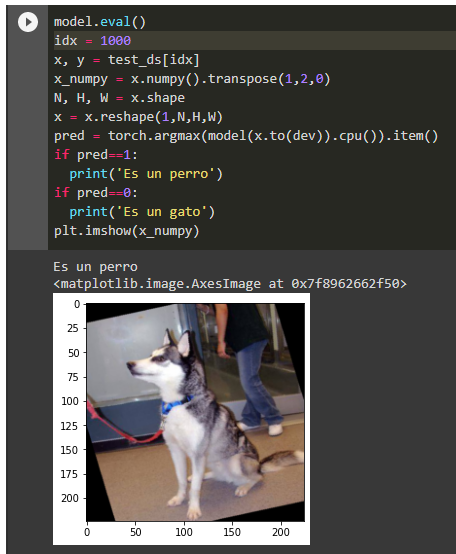 model.eval()
idx = 1000
x, y = test_ds[idx]
x_numpy = x.numpy().transpose(1,2,0)
N, H, W = x.shape
x = x.reshape(1,N,H,W)
pred = torch.argmax(model(x.to(dev)).cpu()).item()
if pred==1:
  print('Es un perro')
if pred==0:
  print('Es un gato')
plt.imshow(x_numpy)
Es un perro
<matplotlib.image.AxesImage at 0x7f8962662f50>
0
25
50
75
100
125
150
175
200
0 50 100 150 200